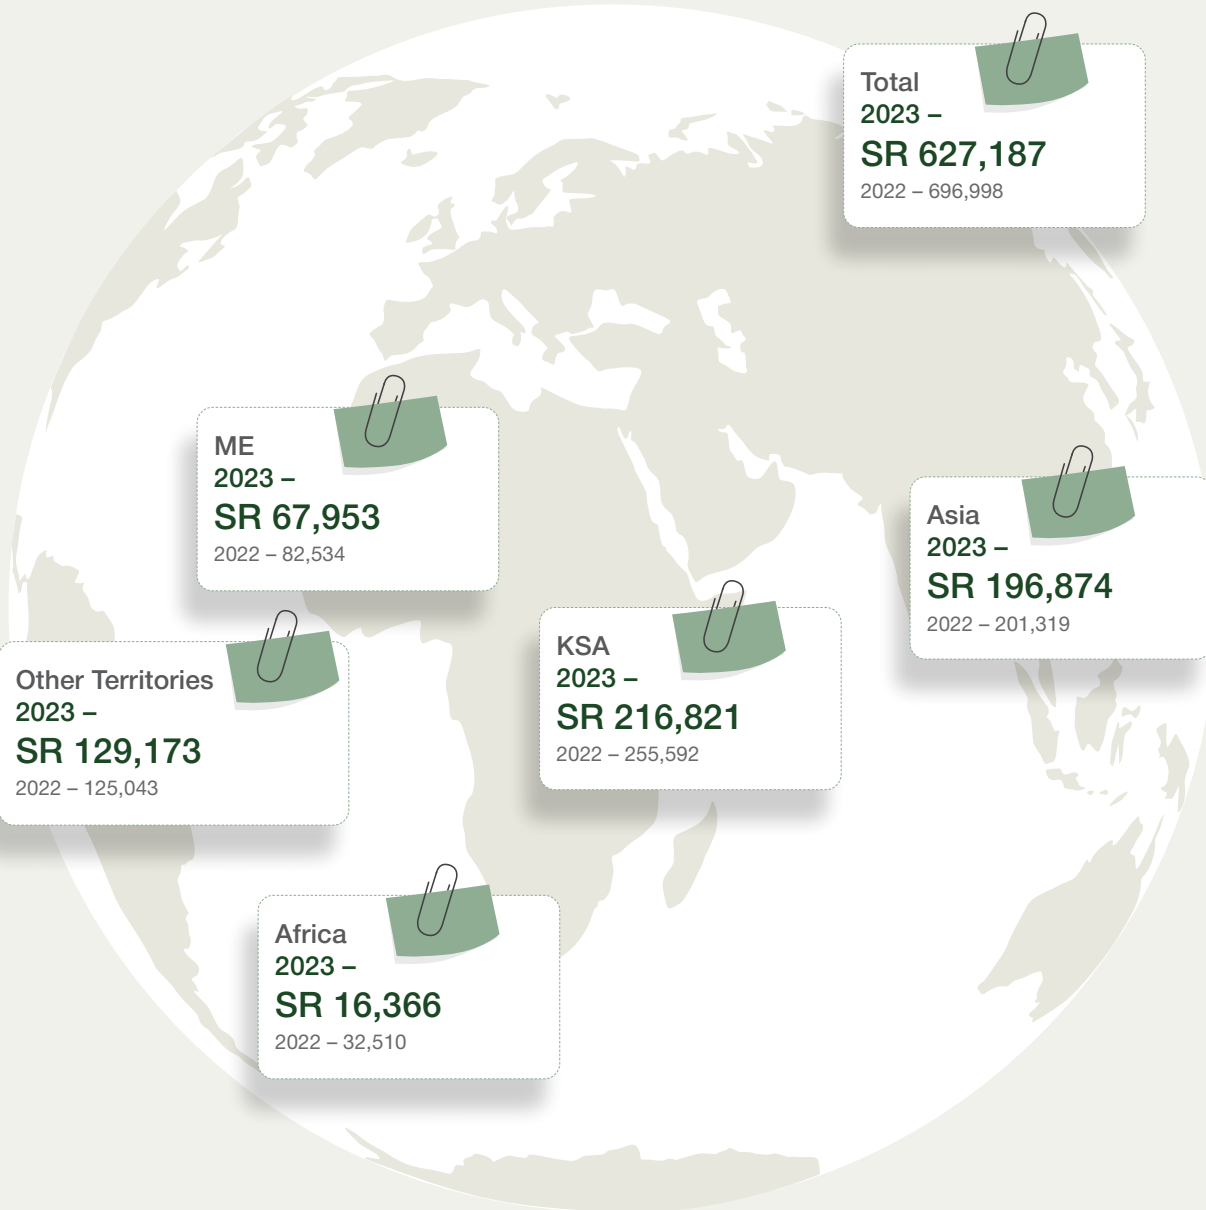 Total
2023 –
SR 627,187
2022 – 696,998
ME
2023 –
SR 67,953
2022 – 82,534
Asia
2023 –
SR 196,874
2022 – 201,319
KSA
2023 –
SR 216,821
2022 – 255,592
Other Territories
2023 –
SR 129,173
2022 – 125,043
Africa
2023 –
SR 16,366
2022 – 32,510